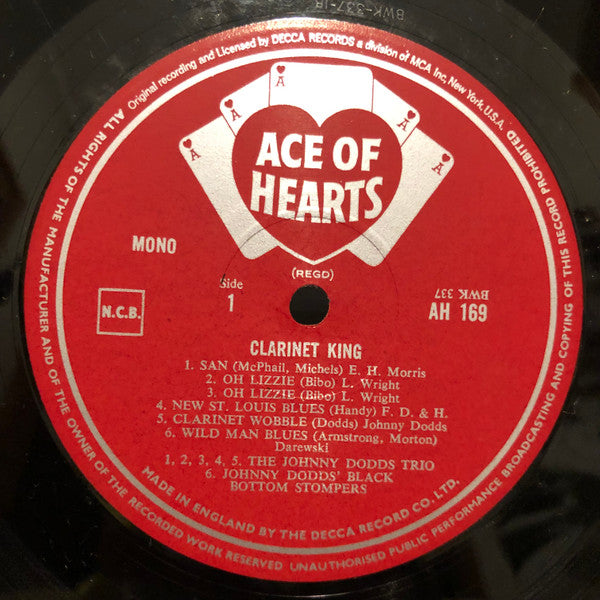 BWK-337-1B
Original recording and Licensed by DECCA RECORDS a division of MCA Inc, New York, U.S.A.
ALL RIGHTS OF THE MANUFACTURER AND OF THE OWNER OF THE RECORDED WORK RESERVED UNAUTHORISED PUBLIC PERFORMANCE BROADCASTING AND COPYING OF THIS RECORD PROHIBITED
A
A
A
A
A
ACE OF
HEARTS
(REGD)
MONO
Side
1
N.C.B.
BWK 337
AH 169
CLARINET KING
1. SAN (McPhail, Michels) E. H. Morris
2. OH LIZZIE (Bibo) L. Wright
3. OH LIZZIE (Bibo) L. Wright
4. NEW ST. LOUIS BLUES (Handy) F. D. & H.
5. CLARINET WOBBLE (Dodds) Johnny Dodds
6. WILD MAN BLUES (Armstrong, Morton)
Darewski
1, 2, 3, 4, 5. THE JOHNNY DODDS TRIO
6. JOHNNY DODDS' BLACK
BOTTOM STOMPERS
MADE IN ENGLAND BY THE DECCA RECORD CO. LTD.